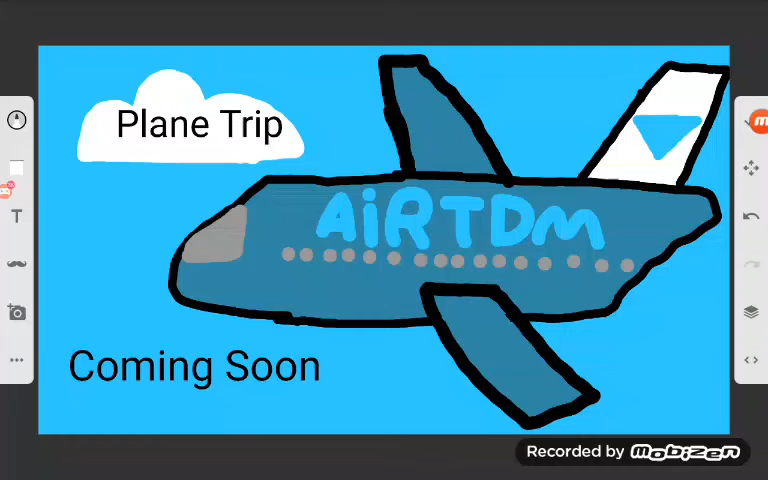 Plane Trip
AiRTDM
Coming Soon
T
Recorded by Mobizen